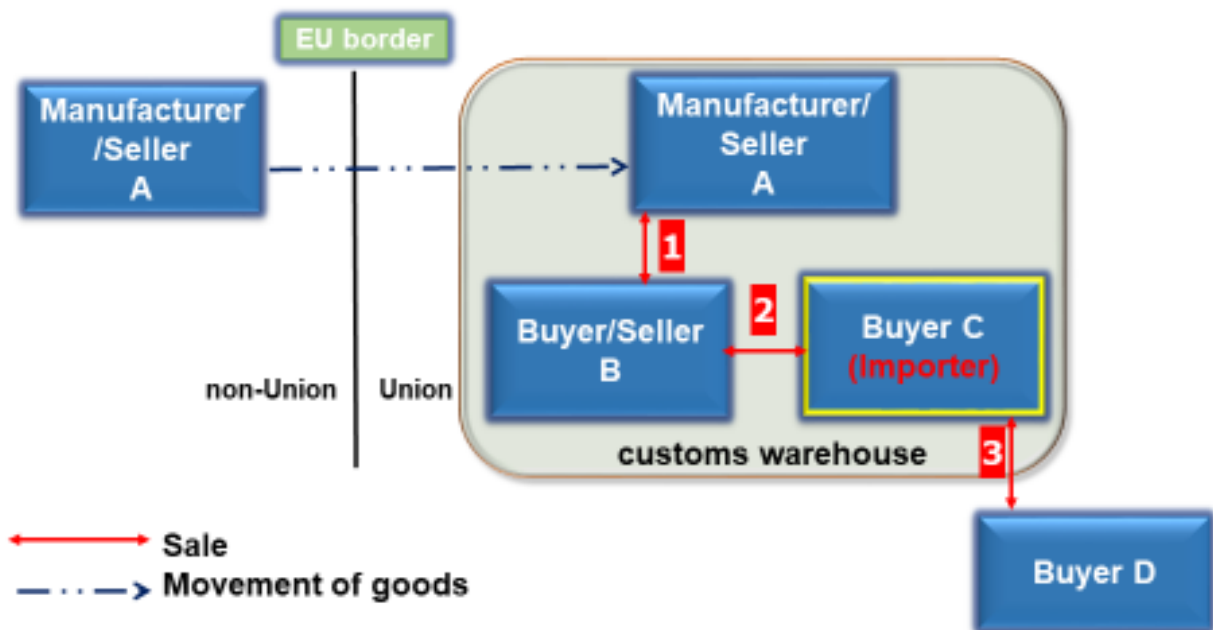 EU border
Manufacturer
/Seller
A
Manufacturer/
Seller
A
1
Buyer/Seller
B
2
Buyer C
(Importer)
non-Union
Union
customs warehouse
3
Sale
Movement of goods
Buyer D